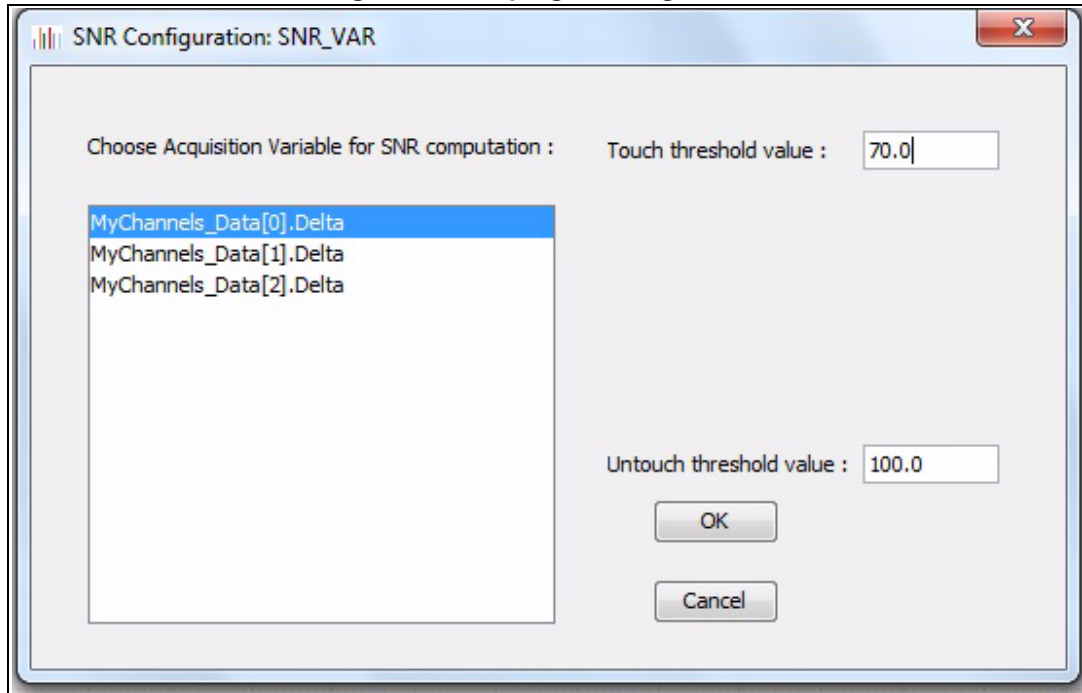 SNR Configuration: SNR_VAR
X
Choose Acquisition Variable for SNR computation :
Touch threshold value :
70.0
MyChannels_Data[0].Delta
MyChannels_Data[1].Delta
MyChannels_Data[2].Delta
Untouch threshold value :
100.0
OK
Cancel